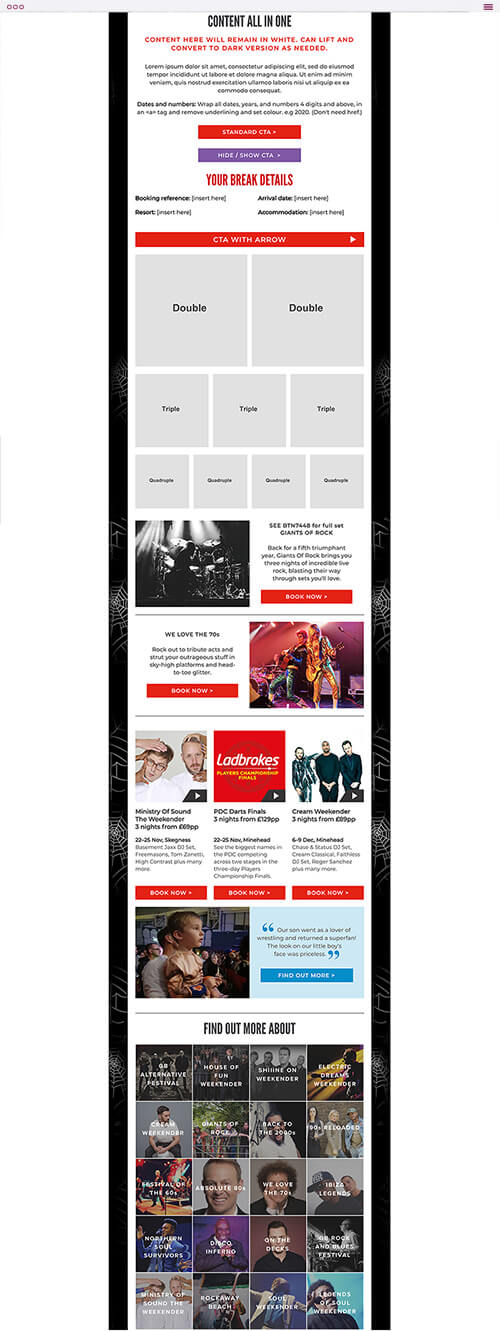 CONTENT ALL IN ONE
CONTENT HERE WILL REMAIN IN WHITE. CAN LIFT AND
CONVERT TO DARK VERSION AS NEEDED.
Lorem ipsum dolor sit amet, consectetur adipiscing elit, sed do eiusmod
tempor incididunt ut labore et dolore magna aliqua. Ut enim ad minim
veniam, quis nostrud exercitation ullamco laboris nisi ut aliquip ex ea
commodo consequat.
Dates and numbers: Wrap all dates, years, and numbers 4 digits and above, in
an <a> tag and remove underlining and set colour. e.g 2020. (Don't need href.)
STANDARD CTA >
HIDE / SHOW CTA >
YOUR BREAK DETAILS
Booking reference: [insert here] Arrival date: [insert here]
Resort: [insert here] Accommodation: [insert here]
CTA WITH ARROW
Double Double
Triple Triple Triple
Quadruple Quadruple Quadruple Quadruple
SEE BTN7448 for full set
GIANTS OF ROCK
Back for a fifth triumphant
year, Giants Of Rock brings you
three nights of incredible live
rock, blasting their way
through sets you'll love.
BOOK NOW >
WE LOVE THE 70s
Rock out to tribute acts and
strut your outrageous stuff in
sky-high platforms and head-
to-toe glitter.
BOOK NOW >
Ladbrokes
PLAYERS CHAMPIONSHIP
FINALS
Ministry Of Sound
The Weekender
3 nights from £69pp
22–25 Nov, Skegness
Basement Jaxx DJ Set,
Freemasons, Tom Zanetti,
High Contrast plus many
more.
BOOK NOW >
PDC Darts Finals
3 nights from £129pp
22–25 Nov, Minehead
See the biggest names in
the PDC competing
across two stages in the
three-day Players
Championship Finals.
BOOK NOW >
Cream Weekender
3 nights from £89pp
6–9 Dec, Minehead
Chase & Status DJ Set,
Cream Classical, Faithless
DJ Set, Roger Sanchez
plus many more.
BOOK NOW >
“ Our son went as a lover of
wrestling and returned a superfan!
The look on our little boy's
face was priceless. ”
FIND OUT MORE >
FIND OUT MORE ABOUT
GB
ALTERNATIVE
FESTIVAL
HOUSE OF
FUN
WEEKENDER
SHIIINE ON
WEEKENDER
ELECTRIC
DREAMS
WEEKENDER
CREAM
WEEKENDER
GIANTS OF
ROCK
BACK TO
THE 2000s
90s RELOADED
FESTIVAL OF
THE 60s
ABSOLUTE 80s
WE LOVE
THE 70s
IBIZA
LEGENDS
NORTHERN
SOUL
SURVIVORS
DISCO
INFERNO
ON THE
DECKS
GB ROCK
AND BLUES
FESTIVAL
MINISTRY OF
SOUND THE
WEEKENDER
ROCKAWAY
BEACH
SOUL
WEEKENDER
LEGENDS
OF SOUL
WEEKENDER